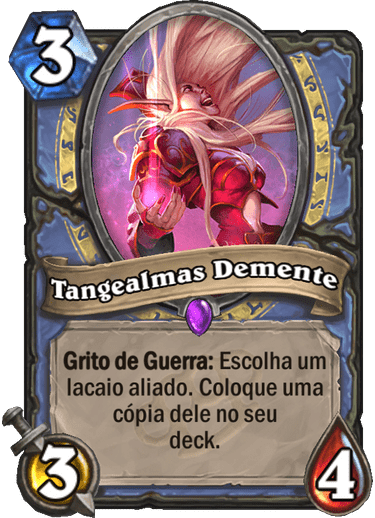 3
Tangealmas Demente
Grito de Guerra: Escolha um
lacaio aliado. Coloque uma
cópia dele no seu
deck.
3
4